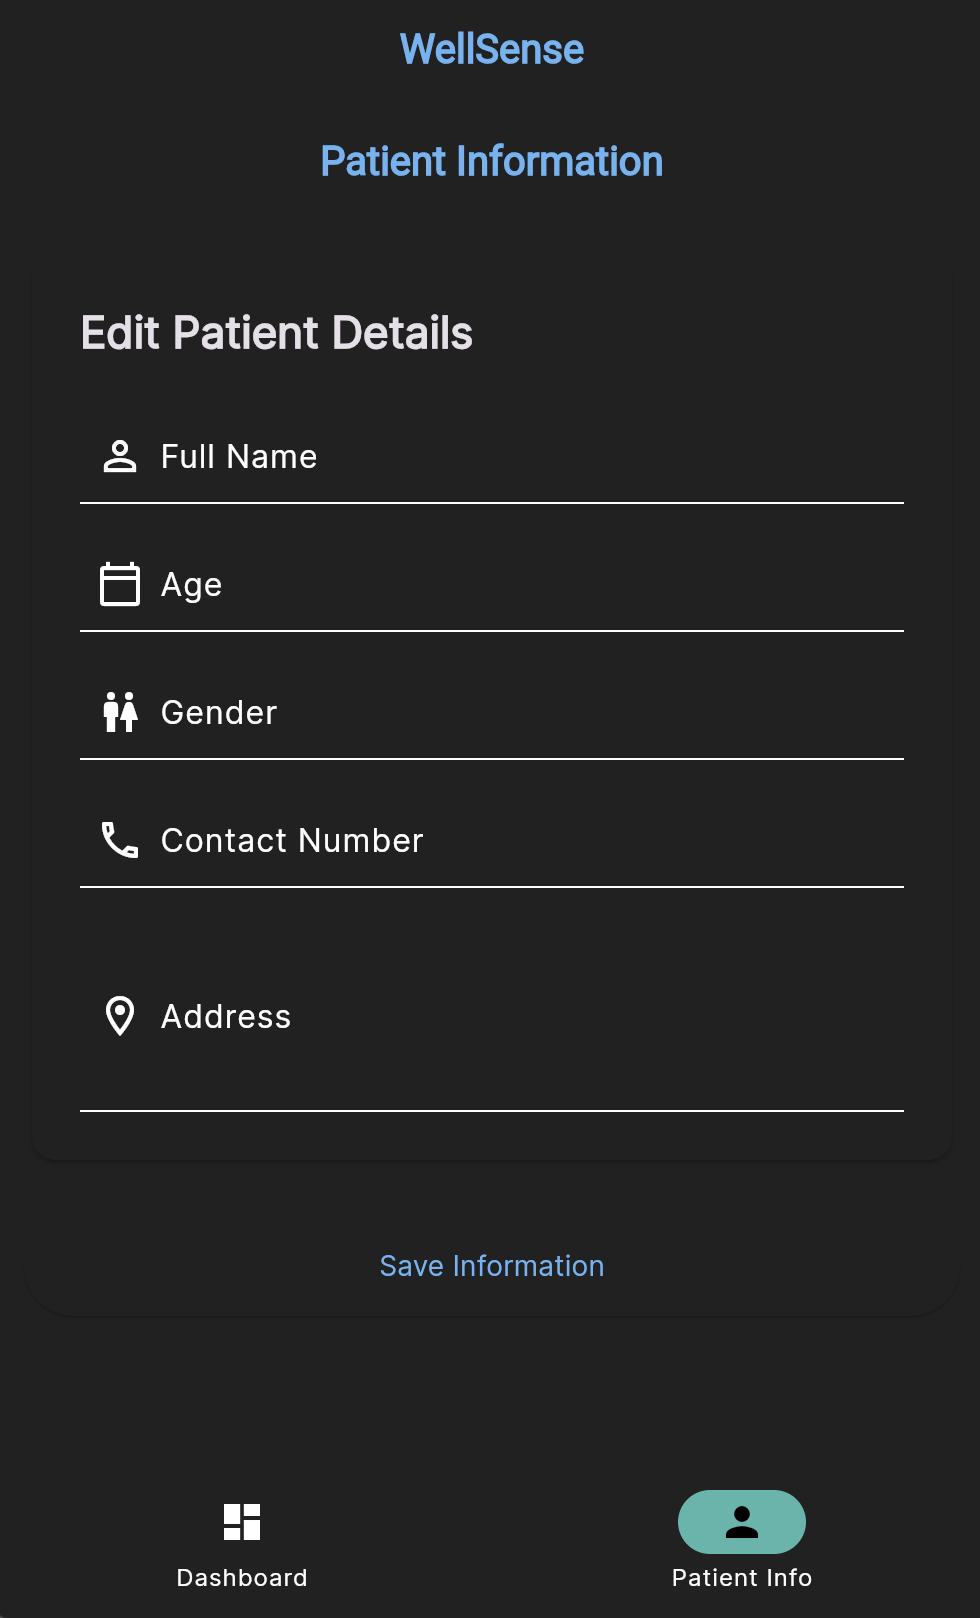 WellSense
Patient Information
Edit Patient Details
Full Name
Age
Gender
Contact Number
Address
Save Information
Dashboard
Patient Info